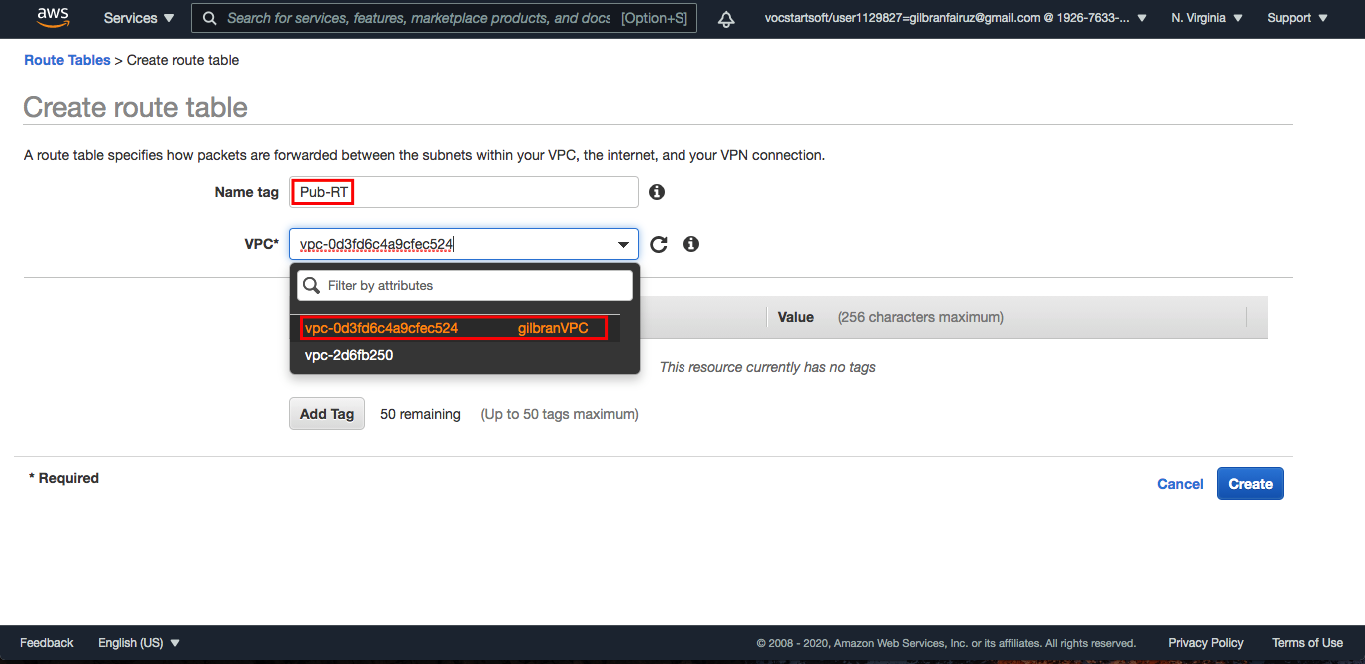 aws Services Search for services, features, marketplace products, and docs [Option+S] vocstartsoft/user1129827=gilbranfairuz@gmail.com @ 1926-7633-... N. Virginia Support
Route Tables > Create route table
Create route table
A route table specifies how packets are forwarded between the subnets within your VPC, the internet, and your VPN connection.
Name tag Pub-RT
VPC* vpc-0d3fd6c4a9cfec524
Filter by attributes
Value (256 characters maximum)
vpc-0d3fd6c4a9cfec524 gilbranVPC
vpc-2d6fb250
This resource currently has no tags
Add Tag 50 remaining (Up to 50 tags maximum)
* Required
Cancel Create
Feedback English (US) © 2008 - 2020, Amazon Web Services, Inc. or its affiliates. All rights reserved. Privacy Policy Terms of Use